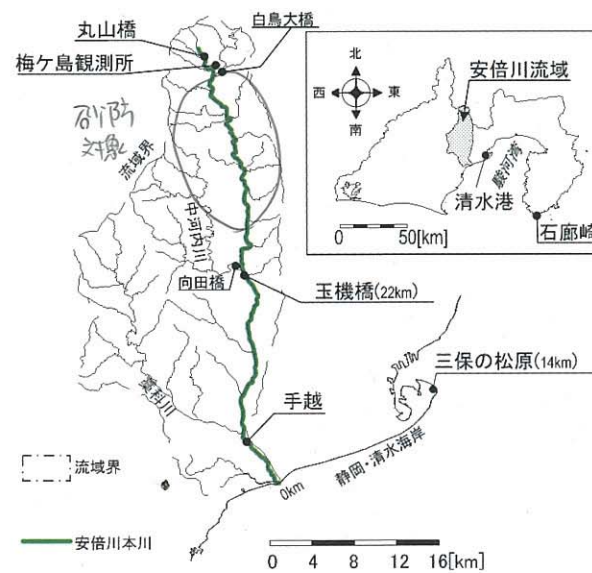 丸山橋
白鳥大橋
梅ケ島観測所
砂防
対象
流域界
中河内川
向田橋
玉機橋(22km)
三保の松原(14km)
手越
藁科川
静岡・清水海岸
0km
流域界
安倍川本川
0 4 8 12 16[km]
北
西 東
南
安倍川流域
駿河湾
清水港
石廊崎
0 50[km]